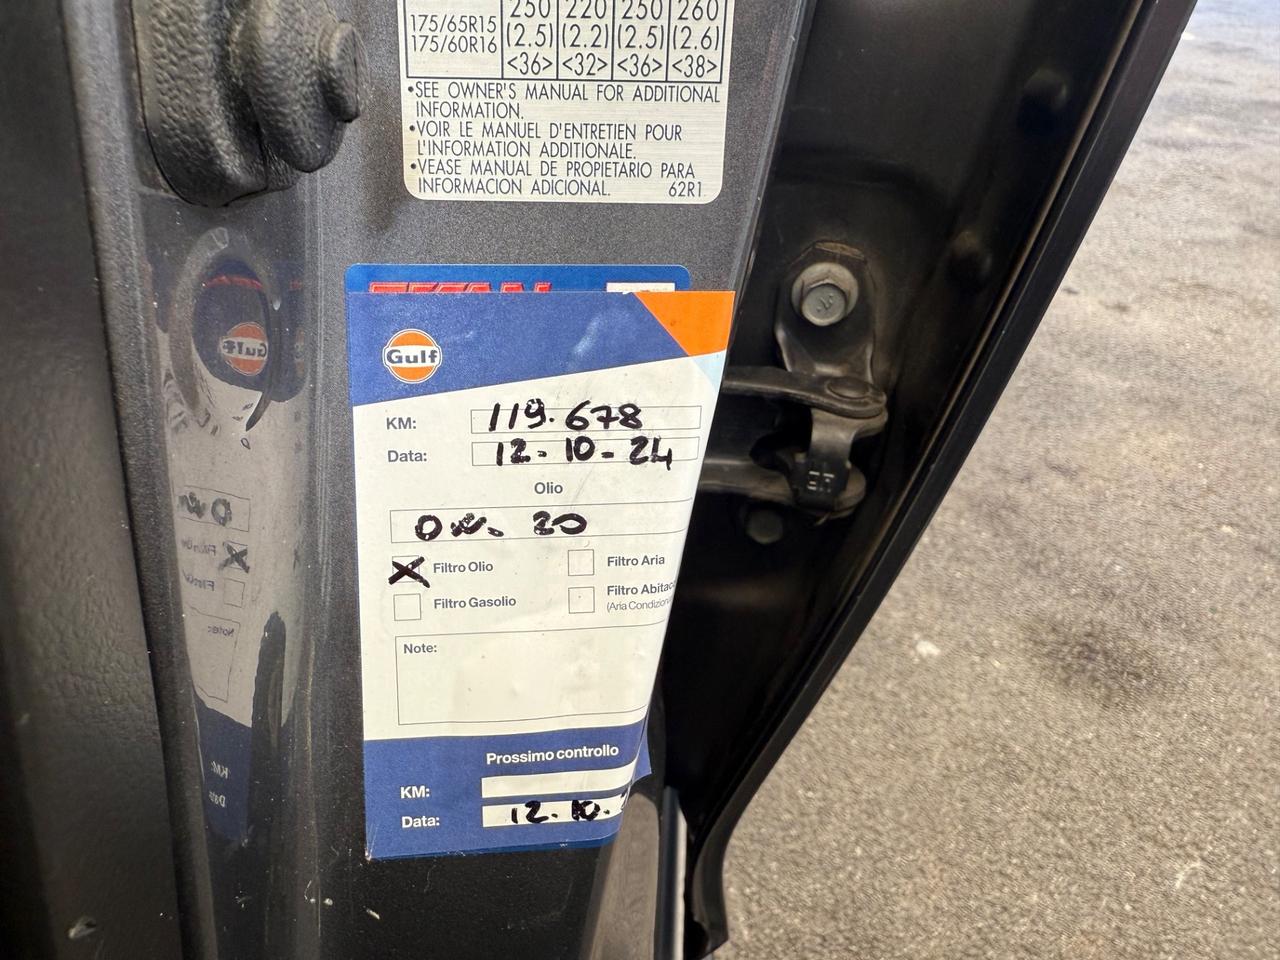 175/65R15 250 220 250 260
175/60R16 (2.5) (2.2) (2.5) (2.6)
<36> <32> <36> <38>
•SEE OWNER'S MANUAL FOR ADDITIONAL
INFORMATION.
•VOIR LE MANUEL D'ENTRETIEN POUR
L'INFORMATION ADDITIONALE.
•VEASE MANUAL DE PROPIETARIO PARA
INFORMACION ADICIONAL. 62R1
Gulf
KM: 119.678
Data: 12-10-24
Olio
0w. 20
X Filtro Olio Filtro Aria
Filtro Gasolio Filtro Abitac
(Aria Condizion
Note:
Prossimo controllo
KM:
Data: 12.10.